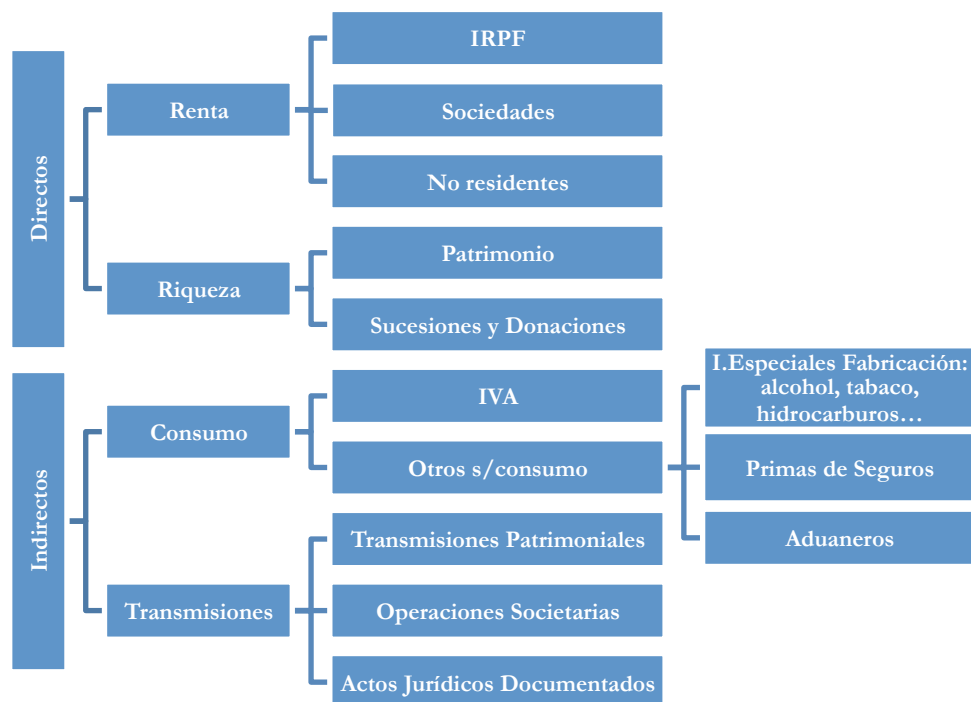 Directos
Renta
IRPF
Sociedades
No residentes
Riqueza
Patrimonio
Sucesiones y Donaciones
Indirectos
Consumo
IVA
Otros s/consumo
I.Especiales Fabricación:
alcohol, tabaco,
hidrocarburos…
Primas de Seguros
Aduaneros
Transmisiones
Transmisiones Patrimoniales
Operaciones Societarias
Actos Jurídicos Documentados